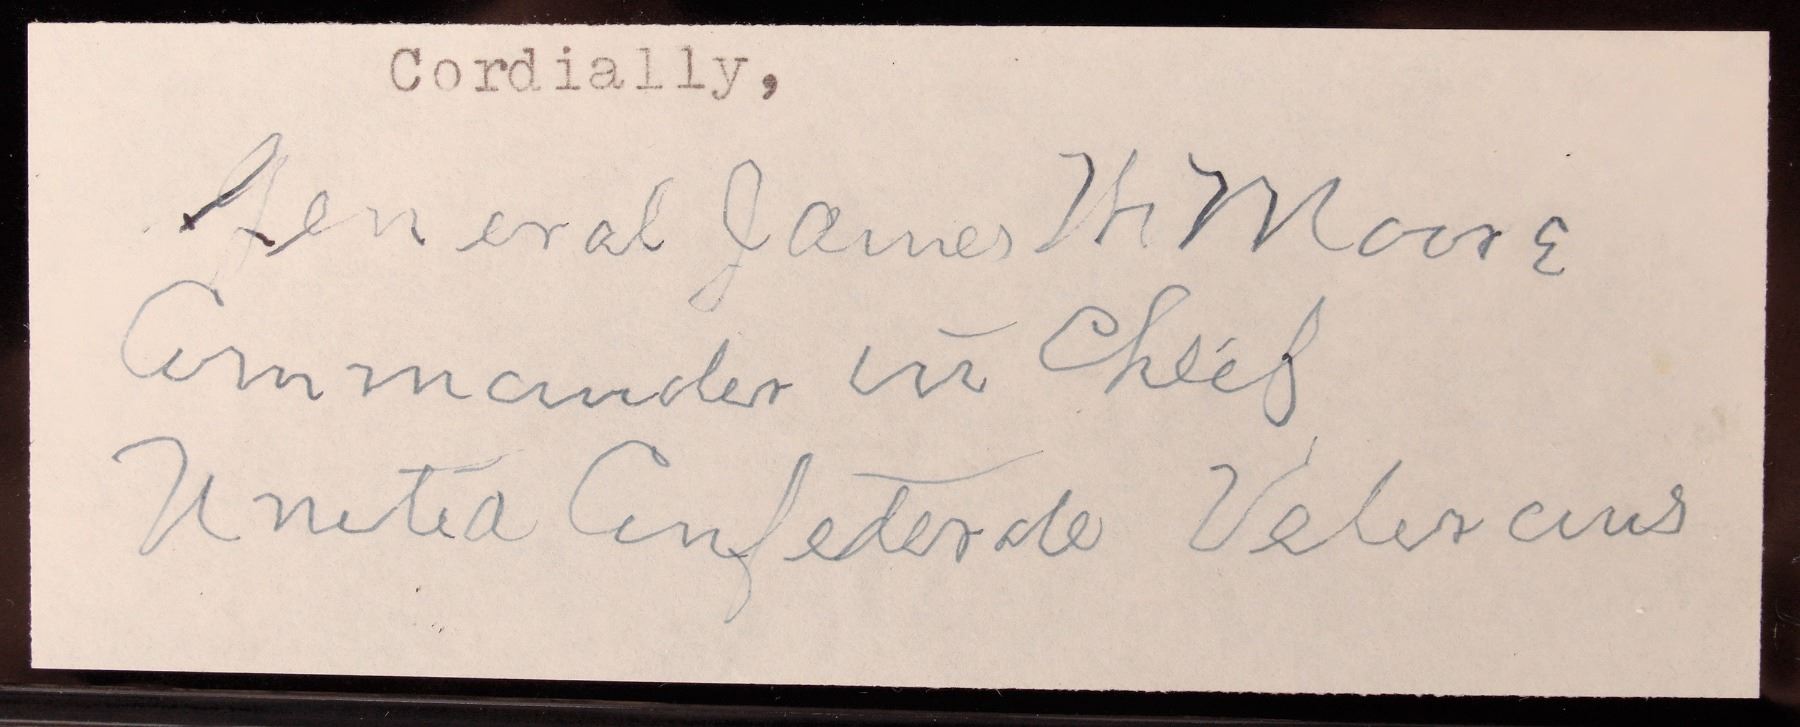 Cordially,
General James W Moore
Commander in Chief
United Confederate Veterans